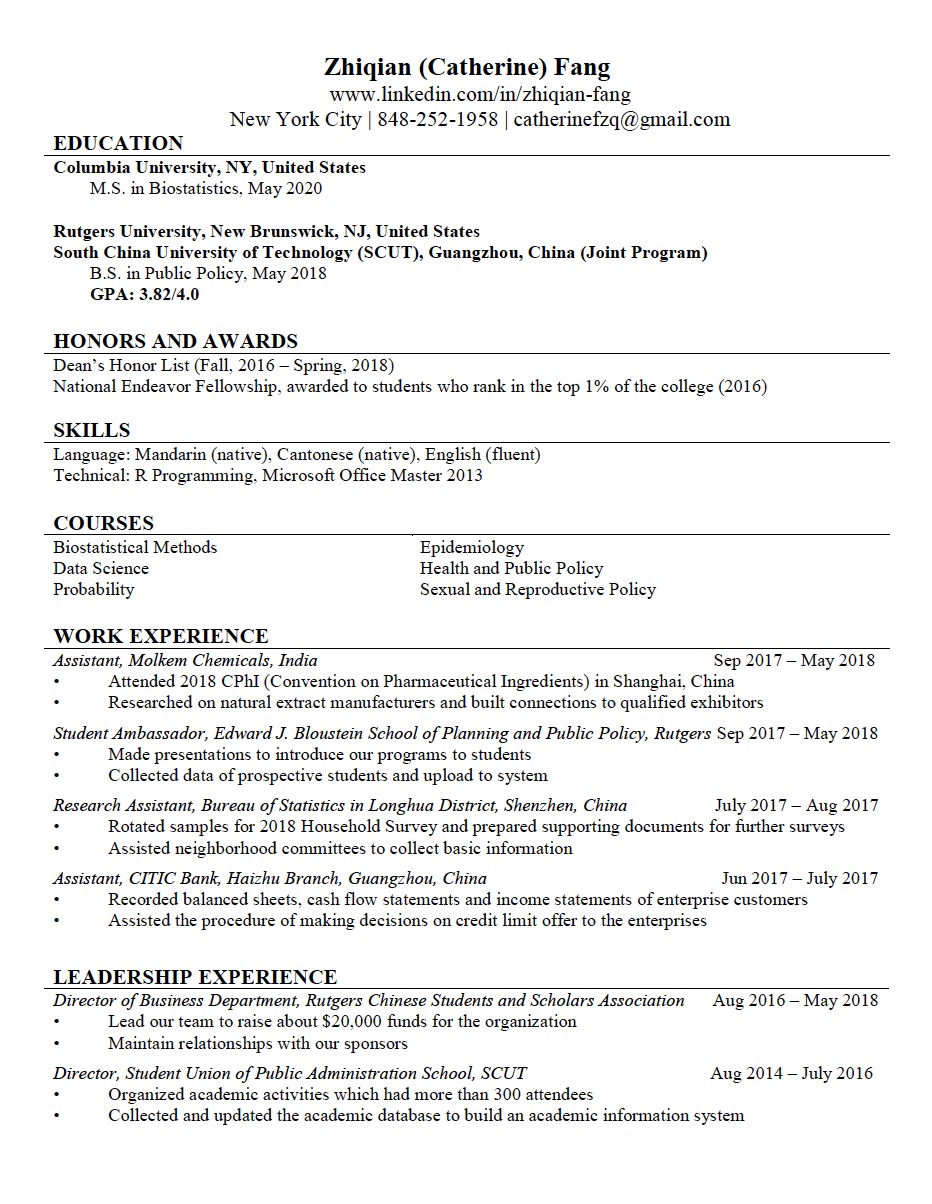 Zhiqian (Catherine) Fang
www.linkedin.com/in/zhiqian-fang
New York City | 848-252-1958 | catherinefzq@gmail.com
EDUCATION
Columbia University, NY, United States
M.S. in Biostatistics, May 2020
Rutgers University, New Brunswick, NJ, United States
South China University of Technology (SCUT), Guangzhou, China (Joint Program)
B.S. in Public Policy, May 2018
GPA: 3.82/4.0
HONORS AND AWARDS
Dean's Honor List (Fall, 2016 – Spring, 2018)
National Endeavor Fellowship, awarded to students who rank in the top 1% of the college (2016)
SKILLS
Language: Mandarin (native), Cantonese (native), English (fluent)
Technical: R Programming, Microsoft Office Master 2013
COURSES
Biostatistical Methods Epidemiology
Data Science Health and Public Policy
Probability Sexual and Reproductive Policy
WORK EXPERIENCE
Assistant, Molkem Chemicals, India Sep 2017 – May 2018
• Attended 2018 CPhI (Convention on Pharmaceutical Ingredients) in Shanghai, China
• Researched on natural extract manufacturers and built connections to qualified exhibitors
Student Ambassador, Edward J. Bloustein School of Planning and Public Policy, Rutgers Sep 2017 – May 2018
• Made presentations to introduce our programs to students
• Collected data of prospective students and upload to system
Research Assistant, Bureau of Statistics in Longhua District, Shenzhen, China July 2017 – Aug 2017
• Rotated samples for 2018 Household Survey and prepared supporting documents for further surveys
• Assisted neighborhood committees to collect basic information
Assistant, CITIC Bank, Haizhu Branch, Guangzhou, China Jun 2017 – July 2017
• Recorded balanced sheets, cash flow statements and income statements of enterprise customers
• Assisted the procedure of making decisions on credit limit offer to the enterprises
LEADERSHIP EXPERIENCE
Director of Business Department, Rutgers Chinese Students and Scholars Association Aug 2016 – May 2018
• Lead our team to raise about $20,000 funds for the organization
• Maintain relationships with our sponsors
Director, Student Union of Public Administration School, SCUT Aug 2014 – July 2016
• Organized academic activities which had more than 300 attendees
• Collected and updated the academic database to build an academic information system